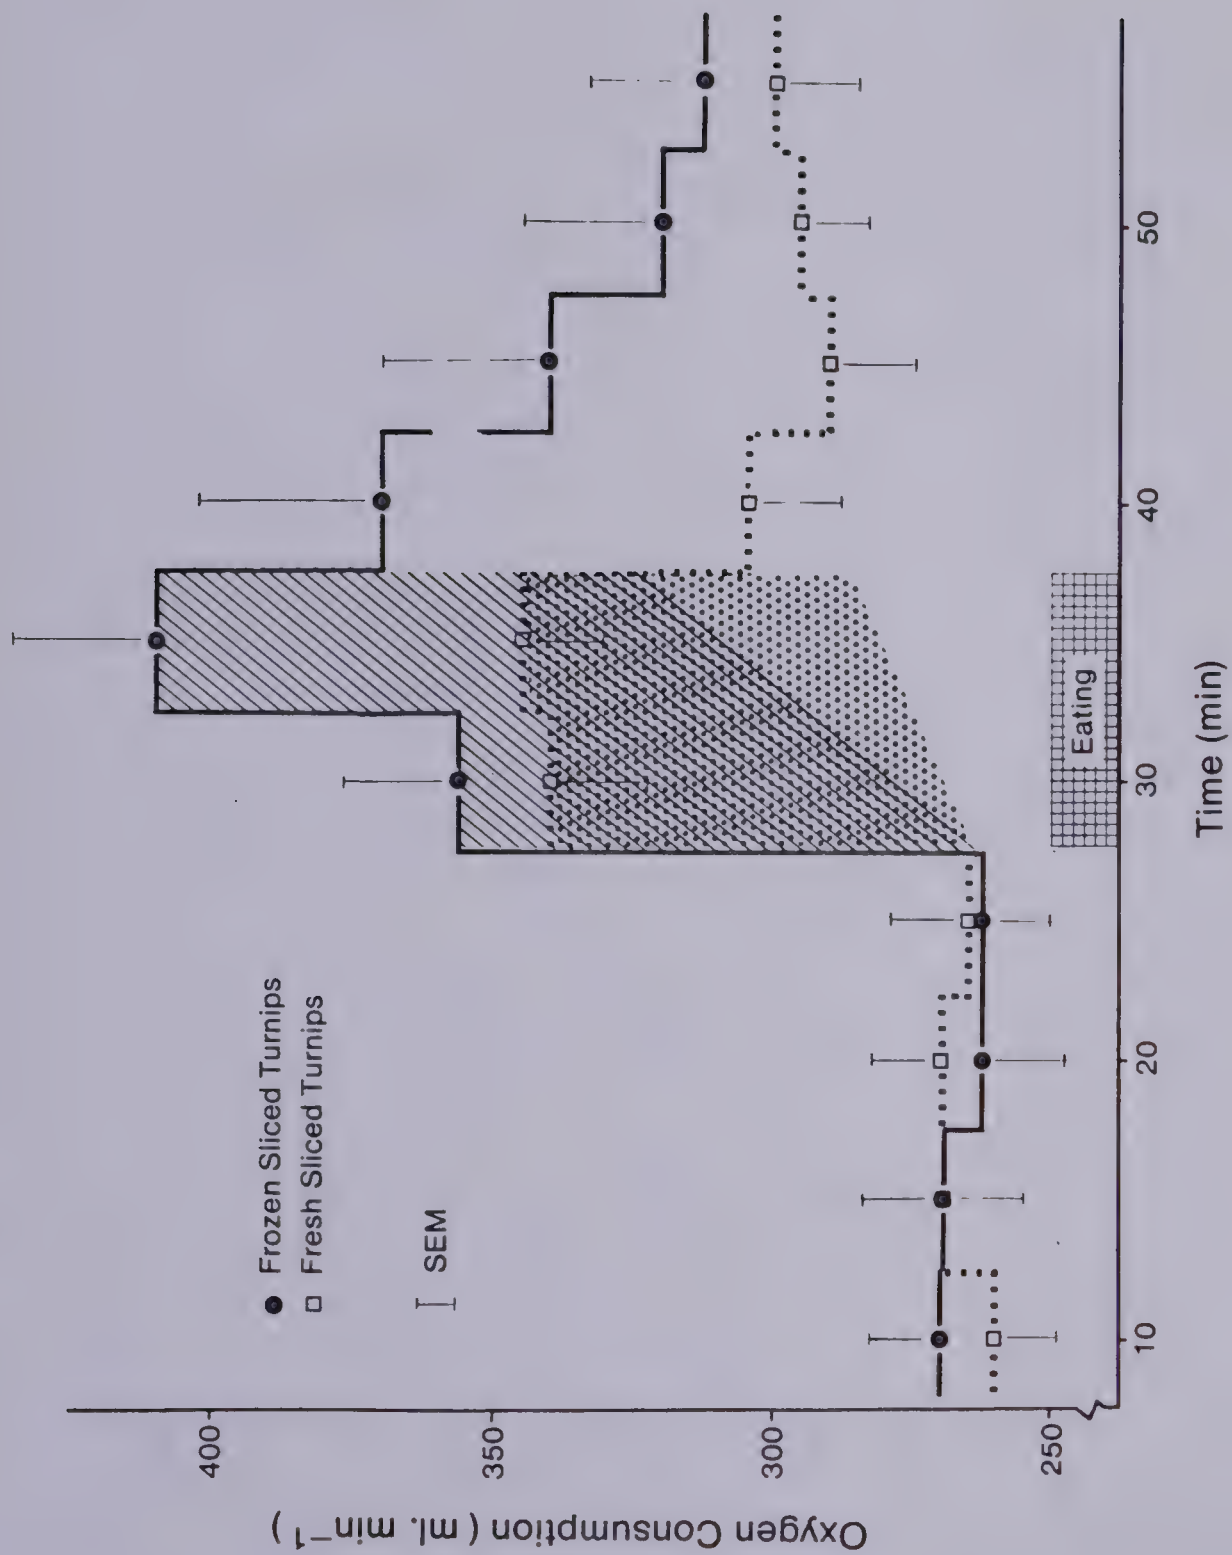 Oxygen Consumption ( ml. min⁻¹ )
400
350
300
250
Frozen Sliced Turnips
Fresh Sliced Turnips
SEM
Eating
10
20
30
40
50
Time (min)